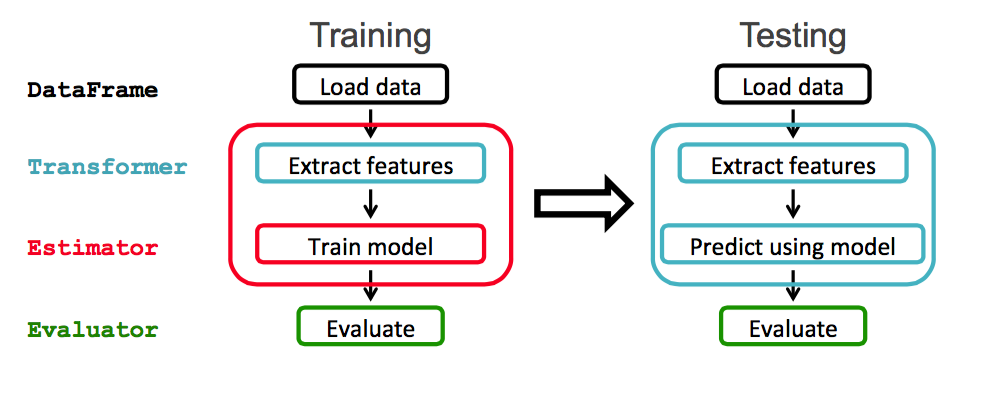 Training
Testing
DataFrame
Load data
Load data
Transformer
Extract features
Extract features
Estimator
Train model
Predict using model
Evaluator
Evaluate
Evaluate